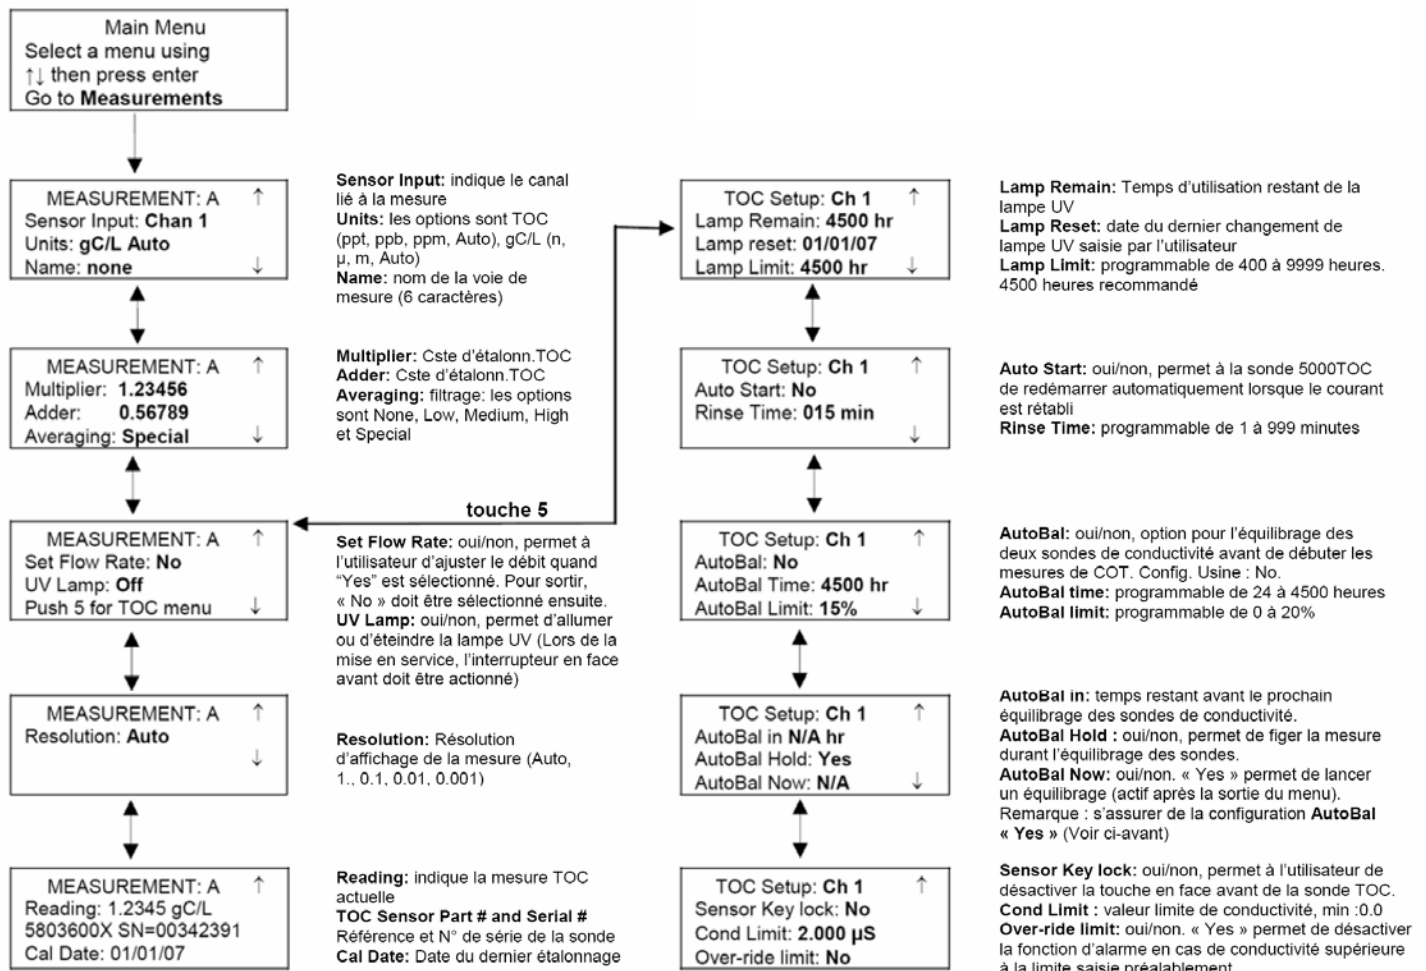 Main Menu
Select a menu using
↑↓ then press enter
Go to Measurements
MEASUREMENT: A ↑
Sensor Input: Chan 1
Units: gC/L Auto
Name: none ↓
Sensor Input: indique le canal
lié à la mesure
Units: les options sont TOC
(ppt, ppb, ppm, Auto), gC/L (n,
µ, m, Auto)
Name: nom de la voie de
mesure (6 caractères)
MEASUREMENT: A ↑
Multiplier: 1.23456
Adder: 0.56789
Averaging: Special ↓
Multiplier: Cste d'étalonn.TOC
Adder: Cste d'étalonn.TOC
Averaging: filtrage: les options
sont None, Low, Medium, High
et Special
touche 5
MEASUREMENT: A ↑
Set Flow Rate: No
UV Lamp: Off
Push 5 for TOC menu ↓
Set Flow Rate: oui/non, permet à
l'utilisateur d'ajuster le débit quand
"Yes" est sélectionné. Pour sortir,
« No » doit être sélectionné ensuite.
UV Lamp: oui/non, permet d'allumer
ou d'éteindre la lampe UV (Lors de la
mise en service, l'interrupteur en face
avant doit être actionné)
MEASUREMENT: A ↑
Resolution: Auto
↓
Resolution: Résolution
d'affichage de la mesure (Auto,
1., 0.1, 0.01, 0.001)
MEASUREMENT: A ↑
Reading: 1.2345 gC/L
5803600X SN=00342391
Cal Date: 01/01/07
Reading: indique la mesure TOC
actuelle
TOC Sensor Part # and Serial #
Référence et N° de série de la sonde
Cal Date: Date du dernier étalonnage
TOC Setup: Ch 1 ↑
Lamp Remain: 4500 hr
Lamp reset: 01/01/07
Lamp Limit: 4500 hr ↓
Lamp Remain: Temps d'utilisation restant de la
lampe UV
Lamp Reset: date du dernier changement de
lampe UV saisie par l'utilisateur
Lamp Limit: programmable de 400 à 9999 heures.
4500 heures recommandé
TOC Setup: Ch 1 ↑
Auto Start: No
Rinse Time: 015 min
↓
Auto Start: oui/non, permet à la sonde 5000TOC
de redémarrer automatiquement lorsque le courant
est rétabli
Rinse Time: programmable de 1 à 999 minutes
TOC Setup: Ch 1 ↑
AutoBal: No
AutoBal Time: 4500 hr
AutoBal Limit: 15% ↓
AutoBal: oui/non, option pour l'équilibrage des
deux sondes de conductivité avant de débuter les
mesures de COT. Config. Usine : No.
AutoBal time: programmable de 24 à 4500 heures
AutoBal limit: programmable de 0 à 20%
TOC Setup: Ch 1 ↑
AutoBal in N/A hr
AutoBal Hold: Yes
AutoBal Now: N/A ↓
AutoBal in: temps restant avant le prochain
équilibrage des sondes de conductivité.
AutoBal Hold : oui/non, permet de figer la mesure
durant l'équilibrage des sondes.
AutoBal Now: oui/non. « Yes » permet de lancer
un équilibrage (actif après la sortie du menu).
Remarque : s'assurer de la configuration AutoBal
« Yes » (Voir ci-avant)
TOC Setup: Ch 1 ↑
Sensor Key lock: No
Cond Limit: 2.000 µS
Over-ride limit: No
Sensor Key lock: oui/non, permet à l'utilisateur de
désactiver la touche en face avant de la sonde TOC.
Cond Limit : valeur limite de conductivité, min :0.0
Over-ride limit: oui/non. « Yes » permet de désactiver
la fonction d'alarme en cas de conductivité supérieure
à la limite saisie préalablement